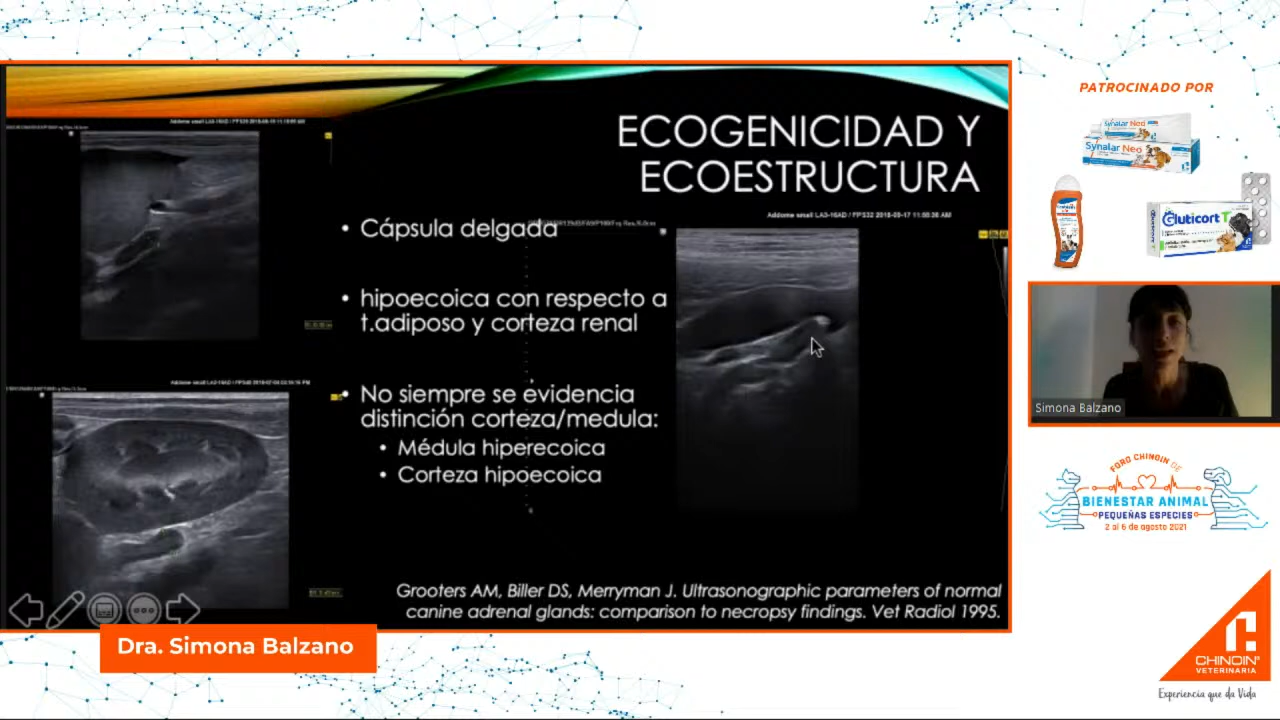 PATROCINADO POR
Synalar Neo
Synalar Neo
Gluticort T
ECOGENICIDAD Y
ECOESTRUCTURA
• Cápsula delgada
• hipoecoica con respecto a
t.adiposo y corteza renal
• No siempre se evidencia
distinción corteza/medula:
• Médula hiperecoica
• Corteza hipoecoica
Grooters AM, Biller DS, Merryman J. Ultrasonographic parameters of normal
canine adrenal glands: comparison to necropsy findings. Vet Radiol 1995.
Dra. Simona Balzano
Simona Balzano
FORO CHINOIN DE
BIENESTAR ANIMAL
PEQUEÑAS ESPECIES
2 al 6 de agosto 2021
CHINOIN
VETERINARIA
Experiencia que da Vida